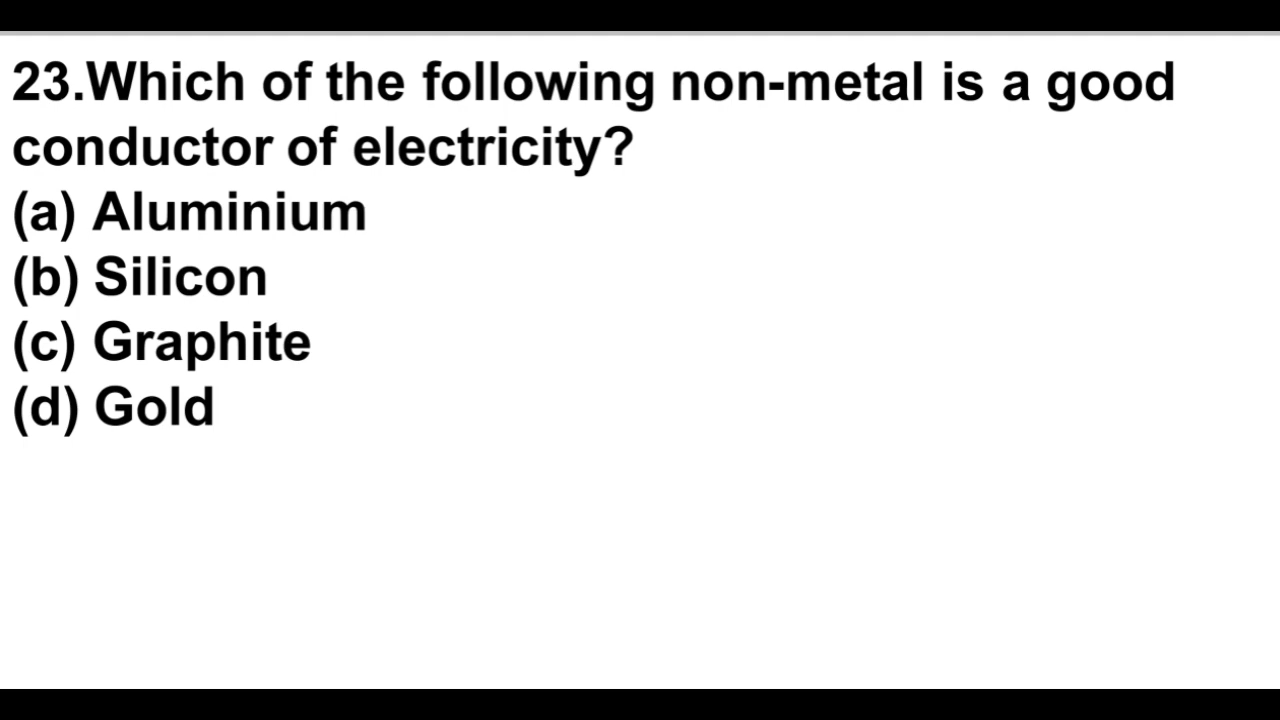 23.Which of the following non-metal is a good
conductor of electricity?
(a) Aluminium
(b) Silicon
(c) Graphite
(d) Gold